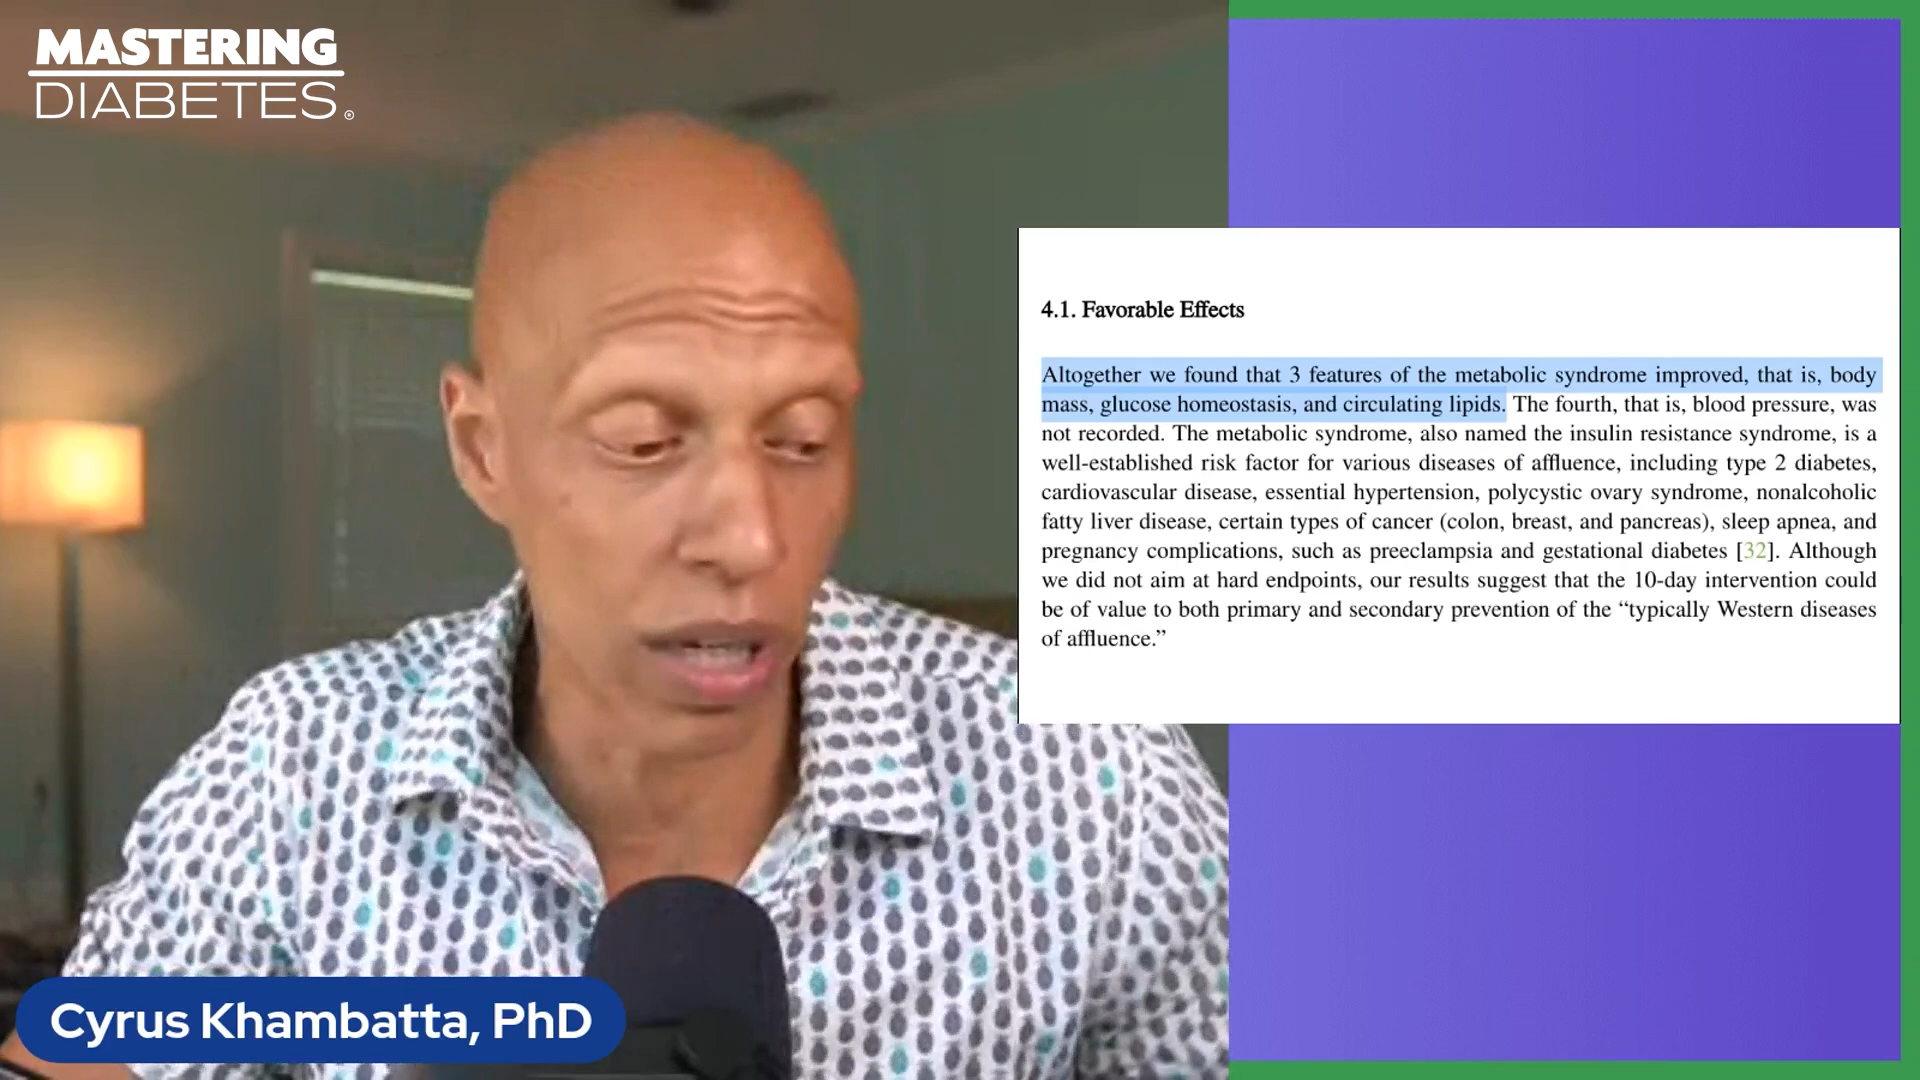 MASTERING
DIABETES®
4.1. Favorable Effects
Altogether we found that 3 features of the metabolic syndrome improved, that is, body
mass, glucose homeostasis, and circulating lipids. The fourth, that is, blood pressure, was
not recorded. The metabolic syndrome, also named the insulin resistance syndrome, is a
well-established risk factor for various diseases of affluence, including type 2 diabetes,
cardiovascular disease, essential hypertension, polycystic ovary syndrome, nonalcoholic
fatty liver disease, certain types of cancer (colon, breast, and pancreas), sleep apnea, and
pregnancy complications, such as preeclampsia and gestational diabetes [32]. Although
we did not aim at hard endpoints, our results suggest that the 10-day intervention could
be of value to both primary and secondary prevention of the “typically Western diseases
of affluence.”
Cyrus Khambatta, PhD